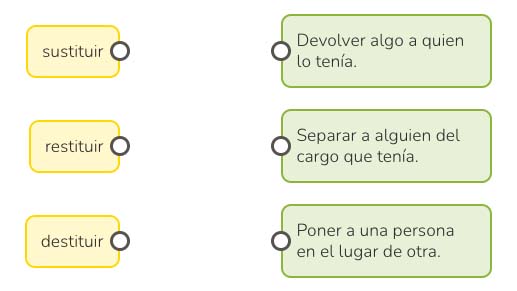 sustituir
Devolver algo a quien
lo tenía.
restituir
Separar a alguien del
cargo que tenía.
destituir
Poner a una persona
en el lugar de otra.